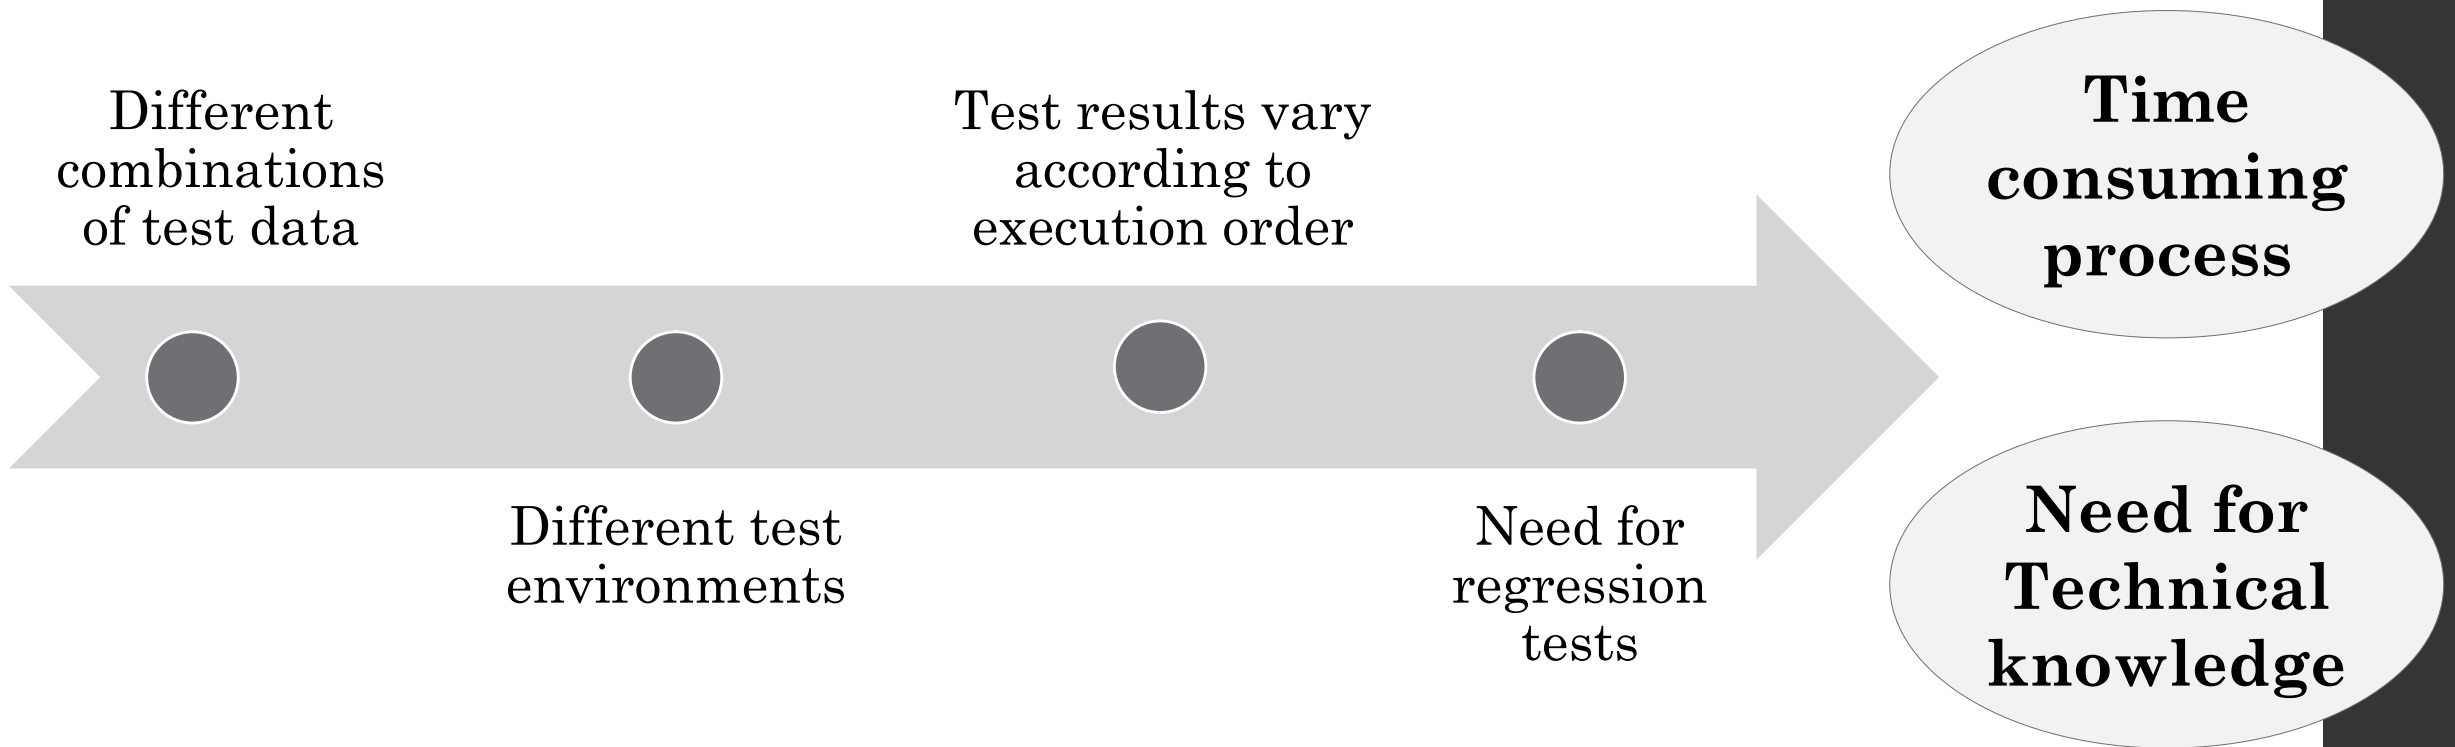 Different
combinations
of test data
Different test
environments
Test results vary
according to
execution order
Need for
regression
tests
Time
consuming
process
Need for
Technical
knowledge